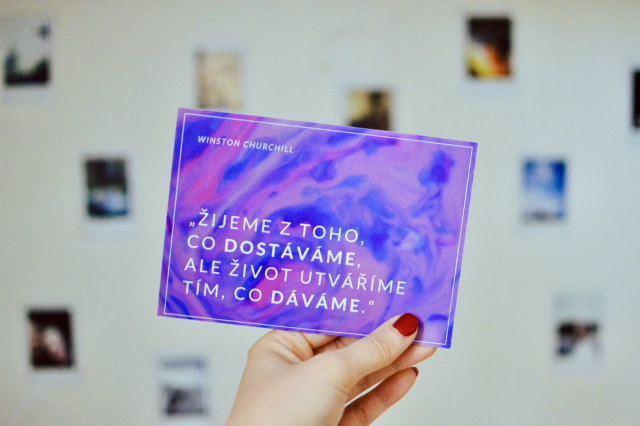 WINSTON CHURCHILL
„ŽIJEME Z TOHO,
CO DOSTÁVÁME,
ALE ŽIVOT UTVÁŘÍME
TÍM, CO DÁVÁME.“